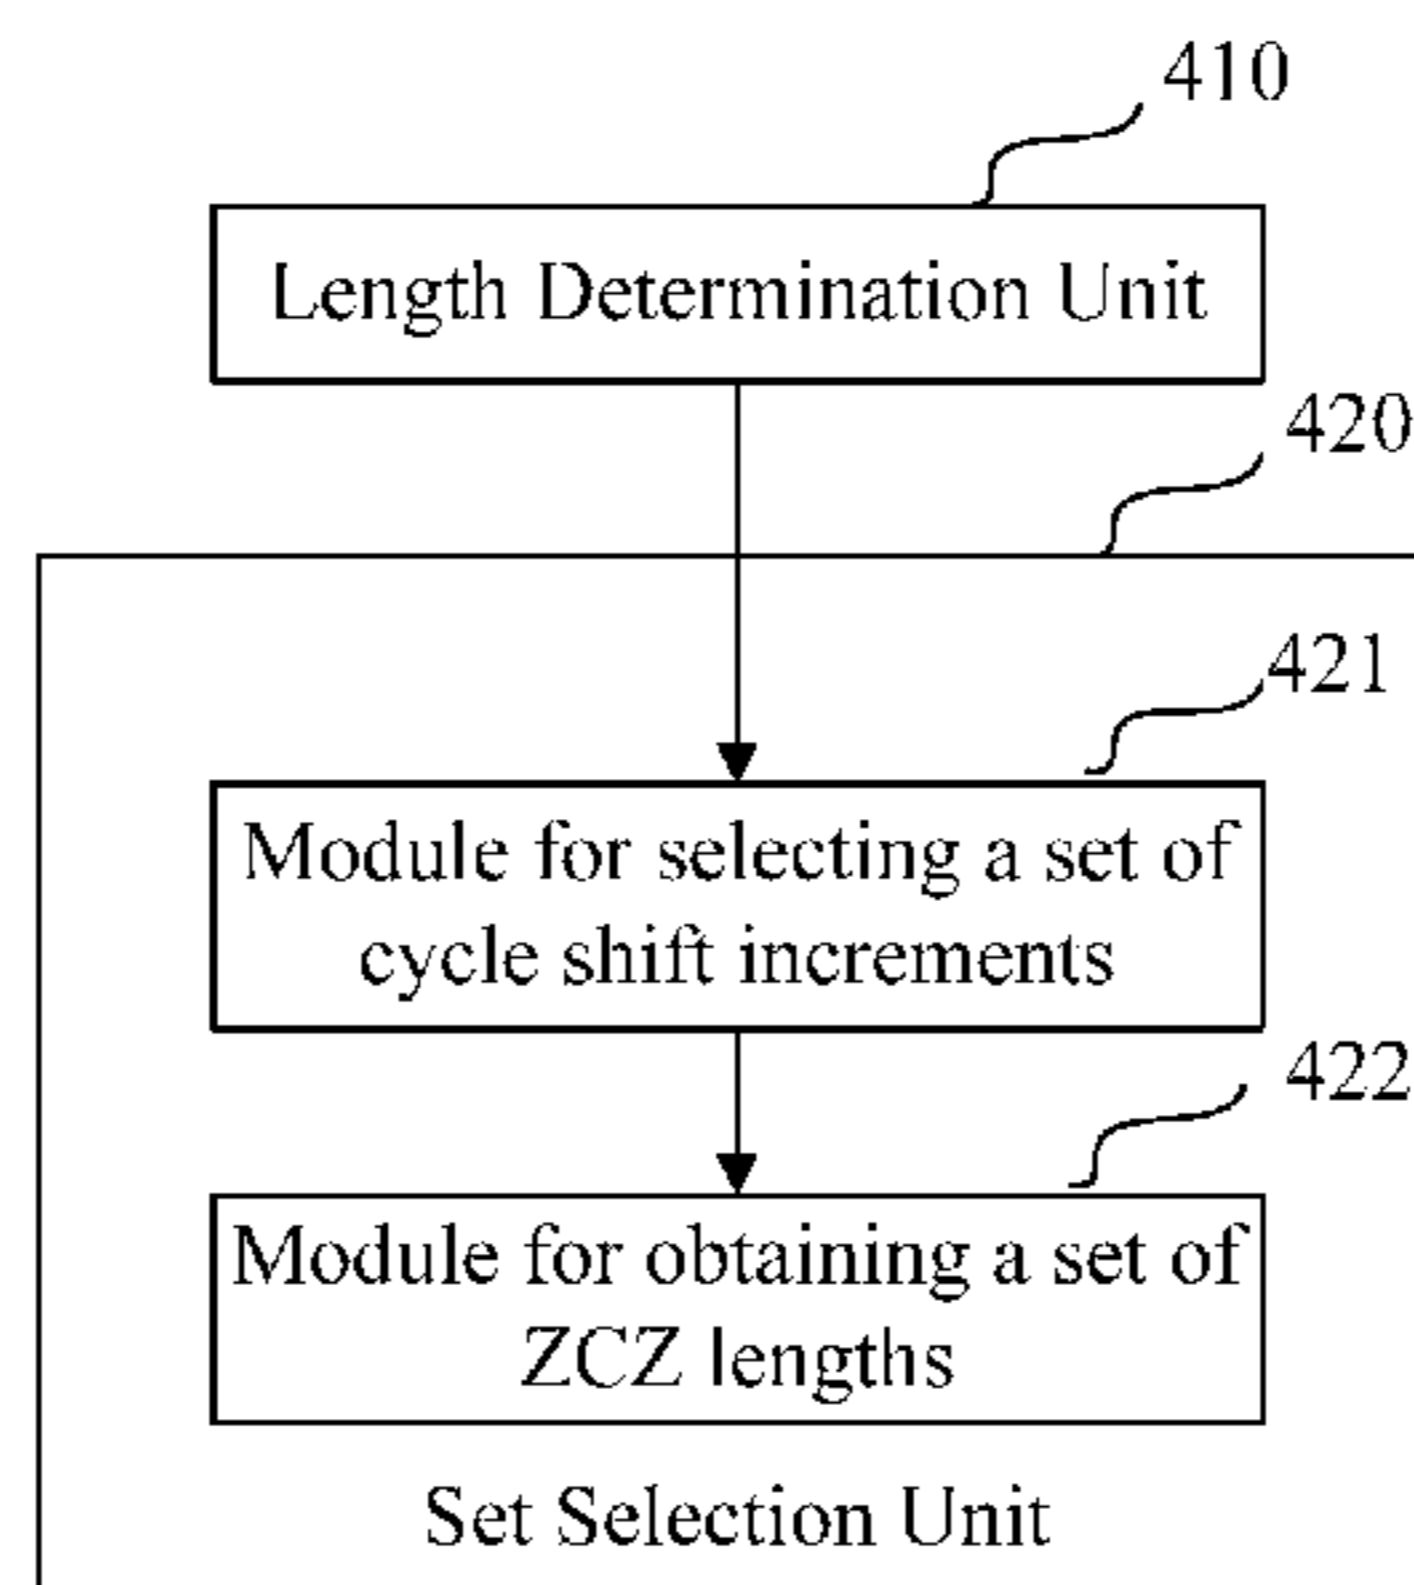 410
Length Determination Unit
420
421
Module for selecting a set of
cycle shift increments
422
Module for obtaining a set of
ZCZ lengths
Set Selection Unit